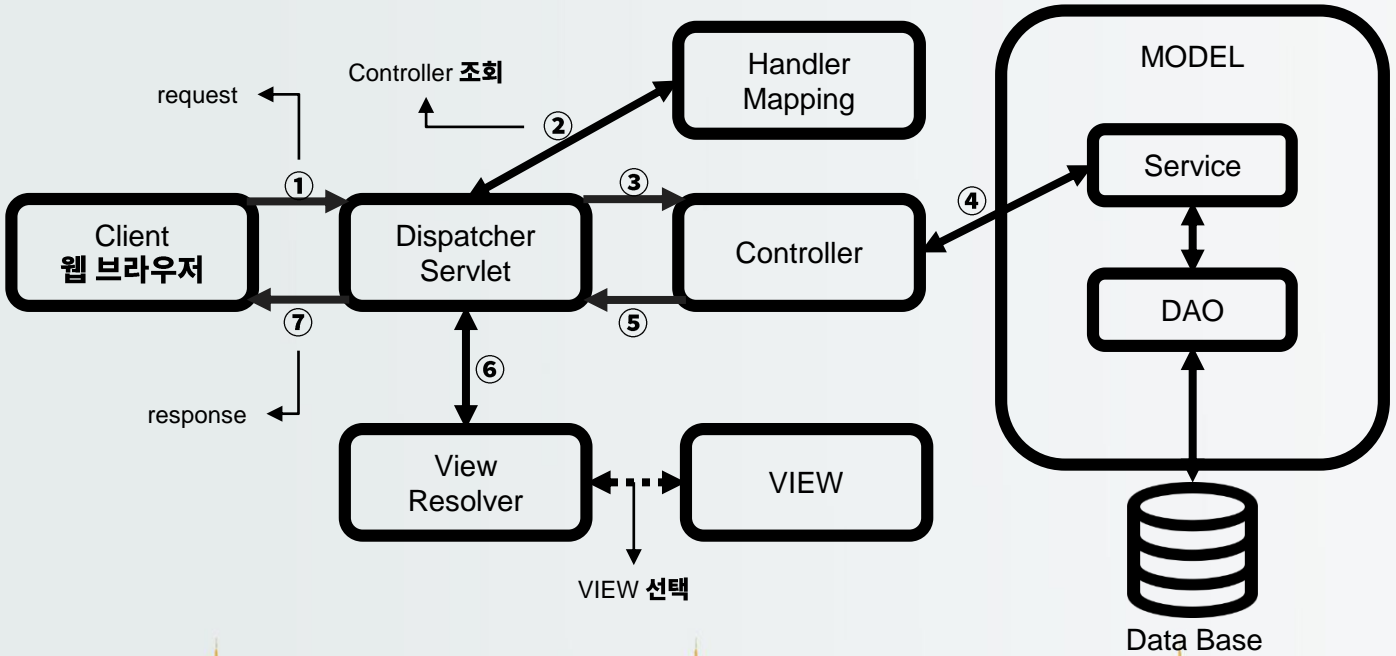 MODEL
Handler
Mapping
Controller 조회
request
②
Service
①
③
④
Client
웹 브라우저
Dispatcher
Servlet
Controller
DAO
⑦
⑤
⑥
response
View
Resolver
VIEW
VIEW 선택
Data Base